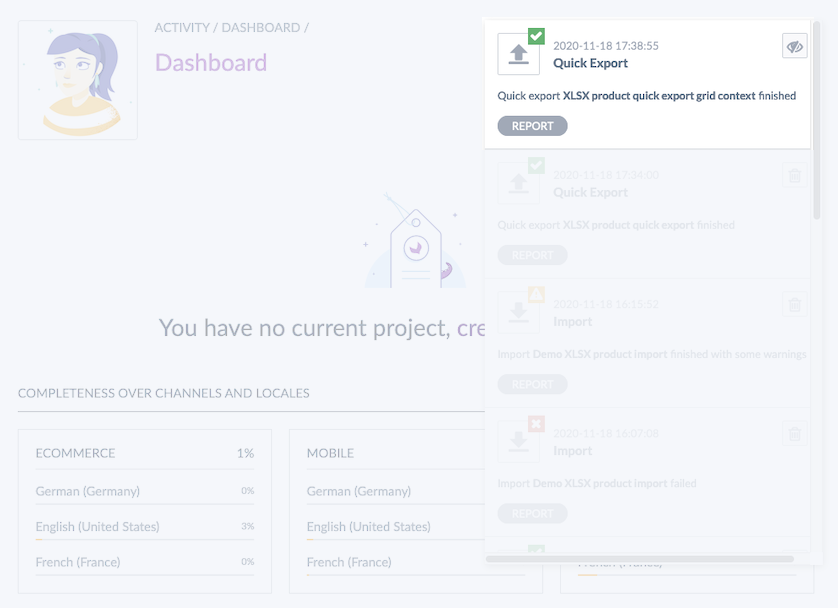 ACTIVITY / DASHBOARD /
Dashboard
2020-11-18 17:38:55
Quick Export
Quick export XLSX product quick export grid context finished
REPORT
2020-11-18 17:34:00
Quick Export
Quick export XLSX product quick export finished
REPORT
2020-11-18 16:15:52
Import
Import Demo XLSX product import finished with some warnings
REPORT
2020-11-18 16:07:08
Import
Import Demo XLSX product import failed
REPORT
You have no current project, cre
COMPLETENESS OVER CHANNELS AND LOCALES
ECOMMERCE 1%
German (Germany) 0%
English (United States) 3%
French (France) 0%
MOBILE
German (Germany)
English (United States)
French (France)
French (France)